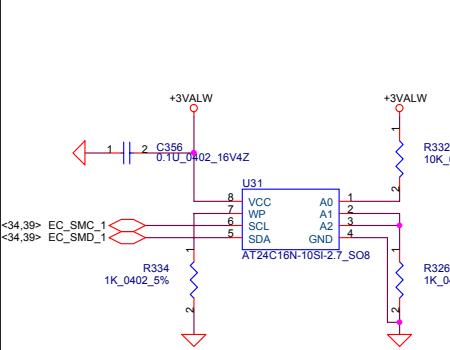 +3VALW
+3VALW
1
1 2 C356
0.1U_0402_16V4Z
R332
2
U31
8 VCC A0 1
7 WP A1 2
<34,39> EC_SMC_1 6 SCL A2 3
<34,39> EC_SMD_1 5 SDA GND 4
AT24C16N-10SI-2.7_SO8
1 1
R334
1K_0402_5%
R326
2 2